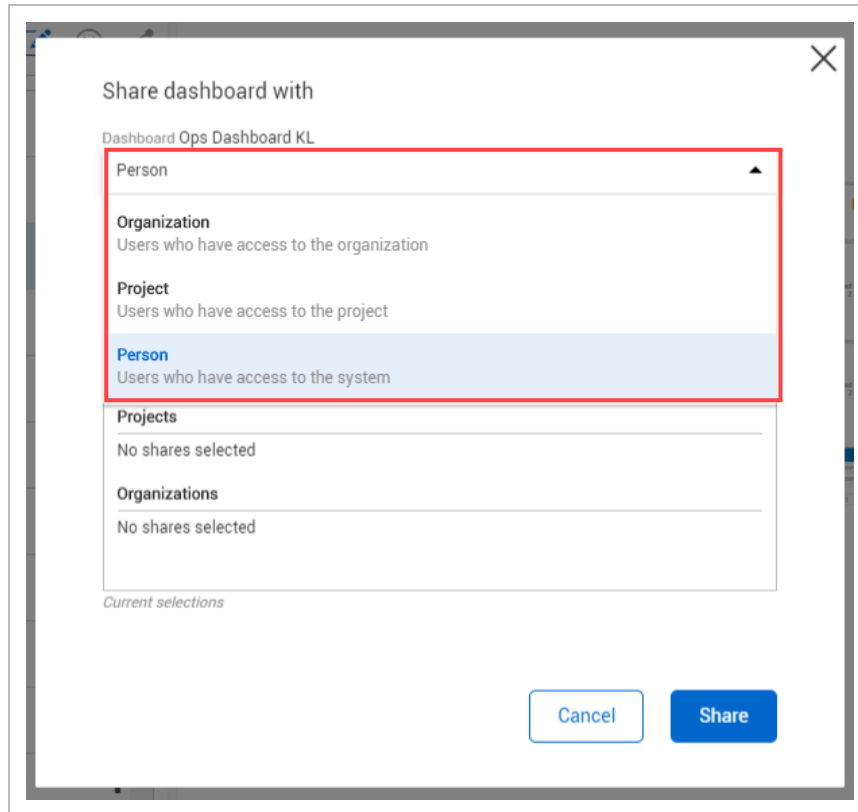 Share dashboard with
Dashboard Ops Dashboard KL
Person
Organization
Users who have access to the organization
Project
Users who have access to the project
Person
Users who have access to the system
Projects
No shares selected
Organizations
No shares selected
Current selections
Cancel
Share